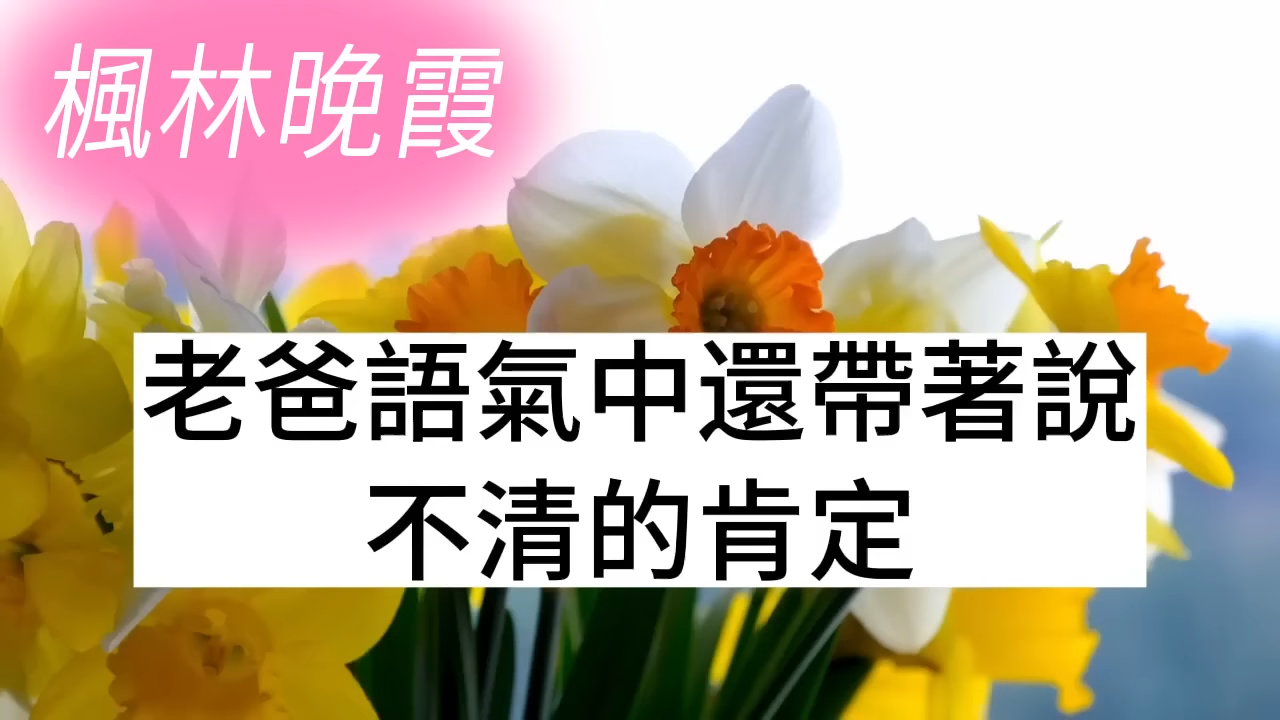 楓林晚霞
老爸語氣中還帶著說
不清的肯定